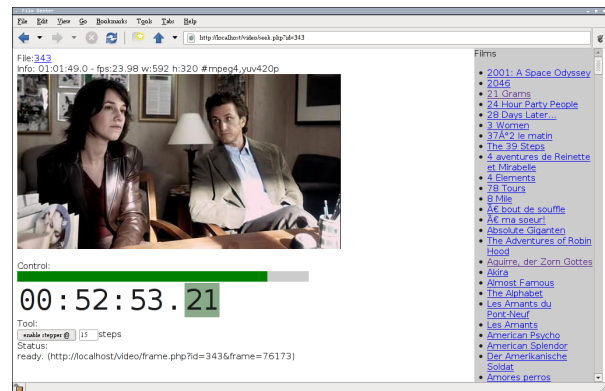 Film Seeker
File Edit View Go Bookmarks Tools Tabs Help
http://localhost/video/seek.php?id=343
File:343
Info: 01:01:49.0 - fps:23.98 w:592 h:320 #mpeg4,yuv420p
Control:
00:52:53.21
Tool:
enable stepper @ 15 steps
Status:
ready. (http://localhost/video/frame.php?id=343&frame=76173)
Films
2001: A Space Odyssey
2046
21 Grams
24 Hour Party People
28 Days Later...
3 Women
37Â°2 le matin
The 39 Steps
4 aventures de Reinette
et Mirabelle
4 Elements
78 Tours
8 Mile
Ã€ bout de souffle
Ã€ ma soeur!
Absolute Giganten
The Adventures of Robin
Hood
Aguirre, der Zorn Gottes
Akira
Almost Famous
The Alphabet
Les Amants du
Pont-Neuf
Les Amants
American Psycho
American Splendor
Der Amerikanische
Soldat
Amores perros